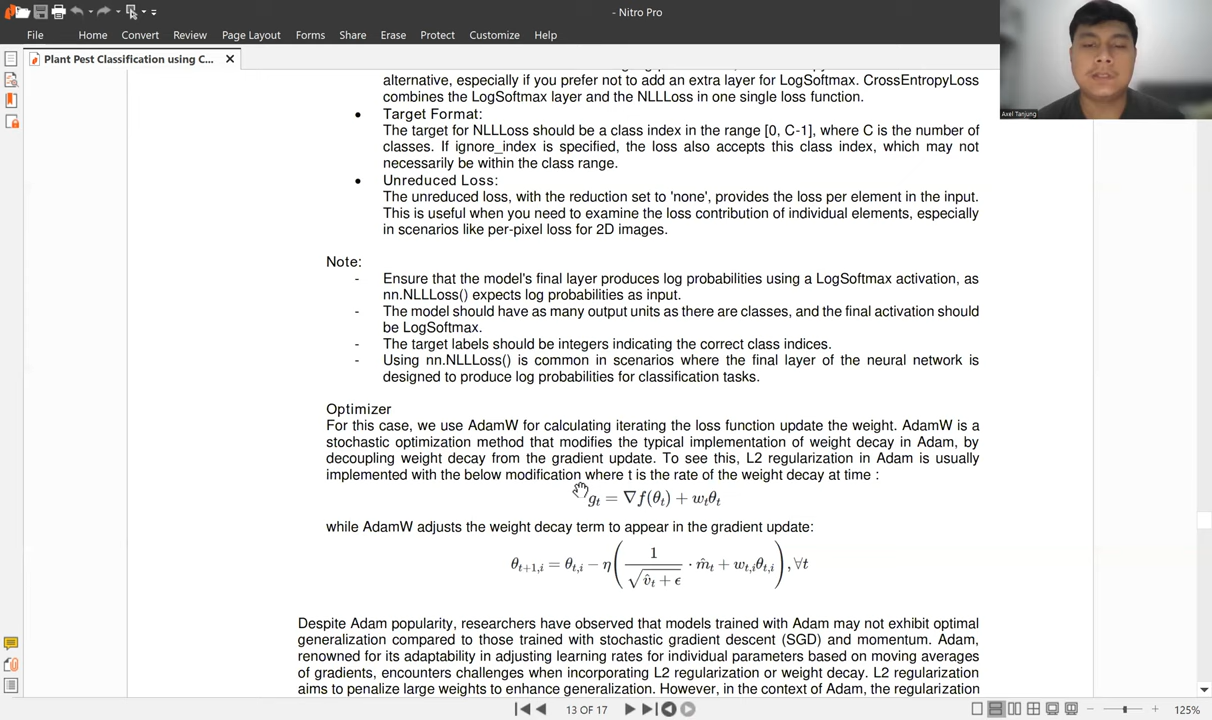 - Nitro Pro
File Home Convert Review Page Layout Forms Share Erase Protect Customize Help
Plant Pest Classification using C...
alternative, especially if you prefer not to add an extra layer for LogSoftmax. CrossEntropyLoss
combines the LogSoftmax layer and the NLLLoss in one single loss function.
• Target Format:
The target for NLLLoss should be a class index in the range [0, C-1], where C is the number of
classes. If ignore_index is specified, the loss also accepts this class index, which may not
necessarily be within the class range.
• Unreduced Loss:
The unreduced loss, with the reduction set to 'none', provides the loss per element in the input.
This is useful when you need to examine the loss contribution of individual elements, especially
in scenarios like per-pixel loss for 2D images.
Note:
- Ensure that the model's final layer produces log probabilities using a LogSoftmax activation, as
nn.NLLLoss() expects log probabilities as input.
- The model should have as many output units as there are classes, and the final activation should
be LogSoftmax.
- The target labels should be integers indicating the correct class indices.
- Using nn.NLLLoss() is common in scenarios where the final layer of the neural network is
designed to produce log probabilities for classification tasks.
Optimizer
For this case, we use AdamW for calculating iterating the loss function update the weight. AdamW is a
stochastic optimization method that modifies the typical implementation of weight decay in Adam, by
decoupling weight decay from the gradient update. To see this, L2 regularization in Adam is usually
implemented with the below modification where t is the rate of the weight decay at time :
g_t = ∇f(θ_t) + w_tθ_t
while AdamW adjusts the weight decay term to appear in the gradient update:
θ_{t+1,i} = θ_{t,i} − η(1/√(v̂_t + ϵ) · m̂_t + w_{t,i}θ_{t,i}), ∀t
Despite Adam popularity, researchers have observed that models trained with Adam may not exhibit optimal
generalization compared to those trained with stochastic gradient descent (SGD) and momentum. Adam,
renowned for its adaptability in adjusting learning rates for individual parameters based on moving averages
of gradients, encounters challenges when incorporating L2 regularization or weight decay. L2 regularization
aims to penalize large weights to enhance generalization. However, in the context of Adam, the regularization
Axel Tanjung
13 OF 17
125%